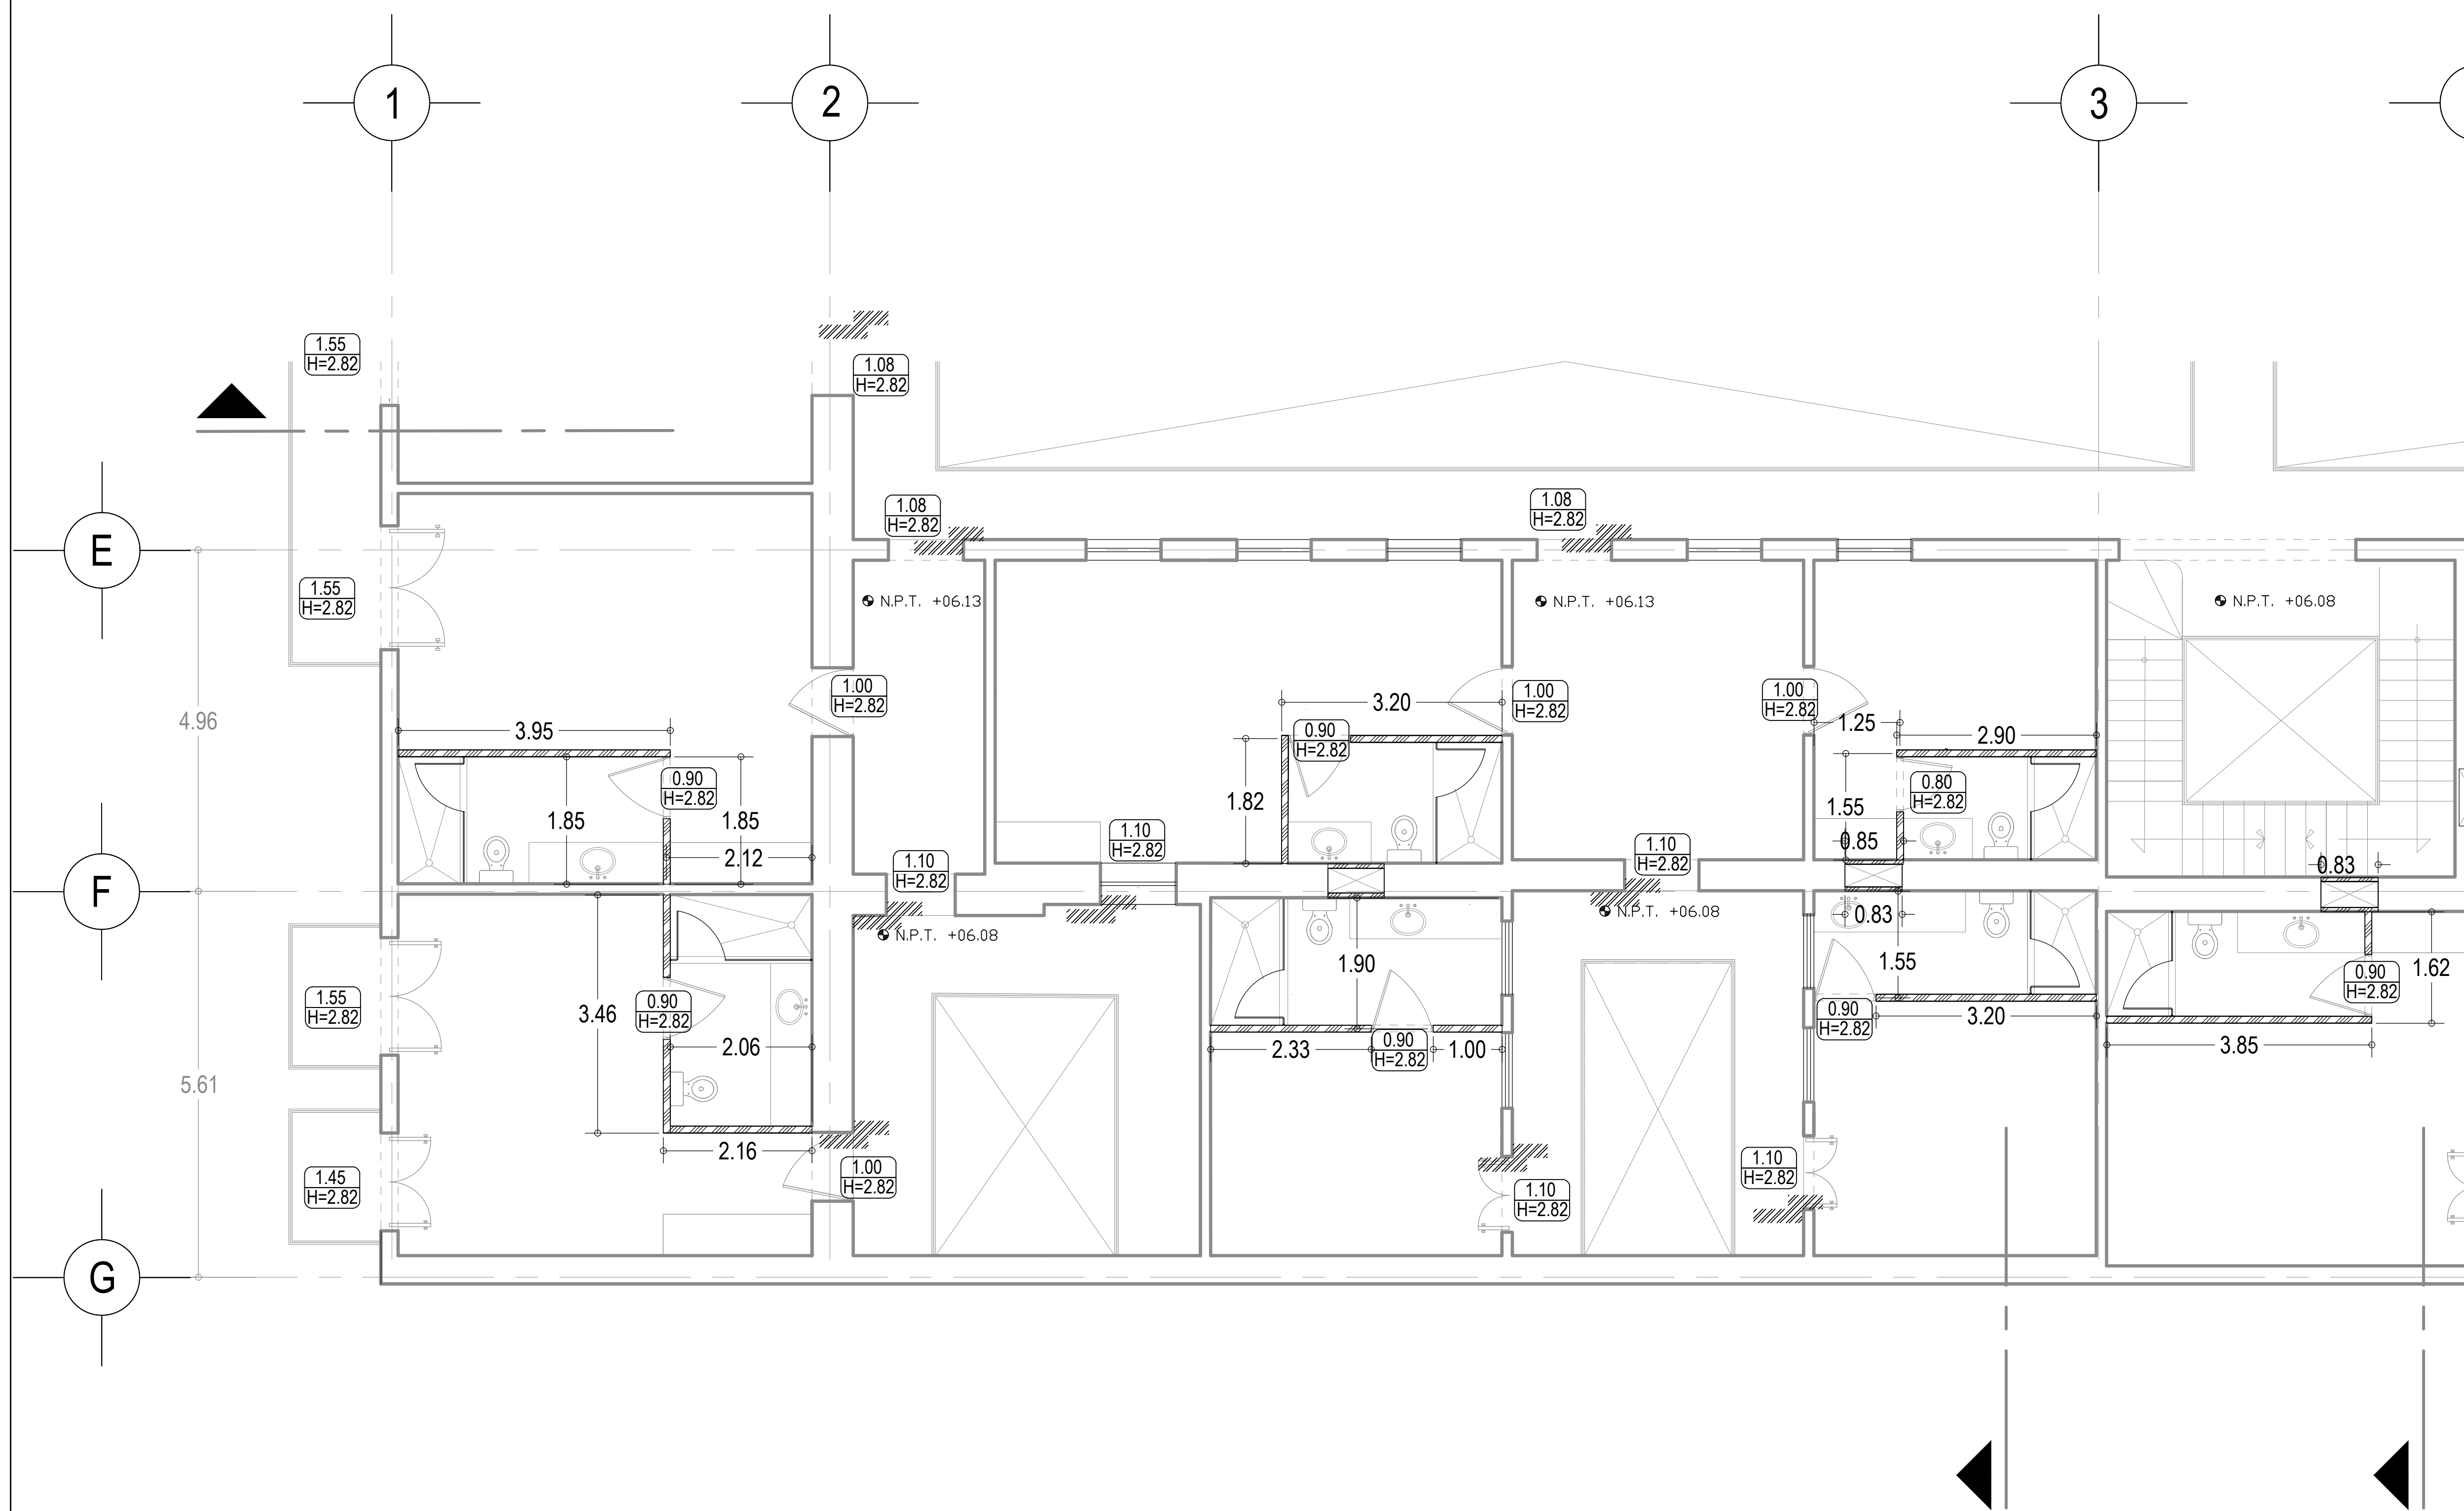 1
2
3
1.55
H=2.82
1.08
H=2.82
1.08
H=2.82
1.08
H=2.82
E
1.55
H=2.82
N.P.T. +06.13
N.P.T. +06.13
N.P.T. +06.08
1.00
H=2.82
1.00
H=2.82
1.00
H=2.82
4.96
3.95
3.20
0.90
H=2.82
1.25
2.90
0.90
H=2.82
0.80
H=2.82
1.82
1.55
1.85
1.85
1.10
H=2.82
0.85
2.12
1.10
H=2.82
1.10
H=2.82
0.83
F
N.P.T. +06.08
N.P.T. +06.08
0.83
1.90
1.55
0.90
H=2.82
1.62
1.55
H=2.82
3.46
0.90
H=2.82
0.90
H=2.82
3.20
2.06
2.33
0.90
H=2.82
1.00
3.85
5.61
2.16
1.45
H=2.82
1.00
H=2.82
1.10
H=2.82
1.10
H=2.82
G